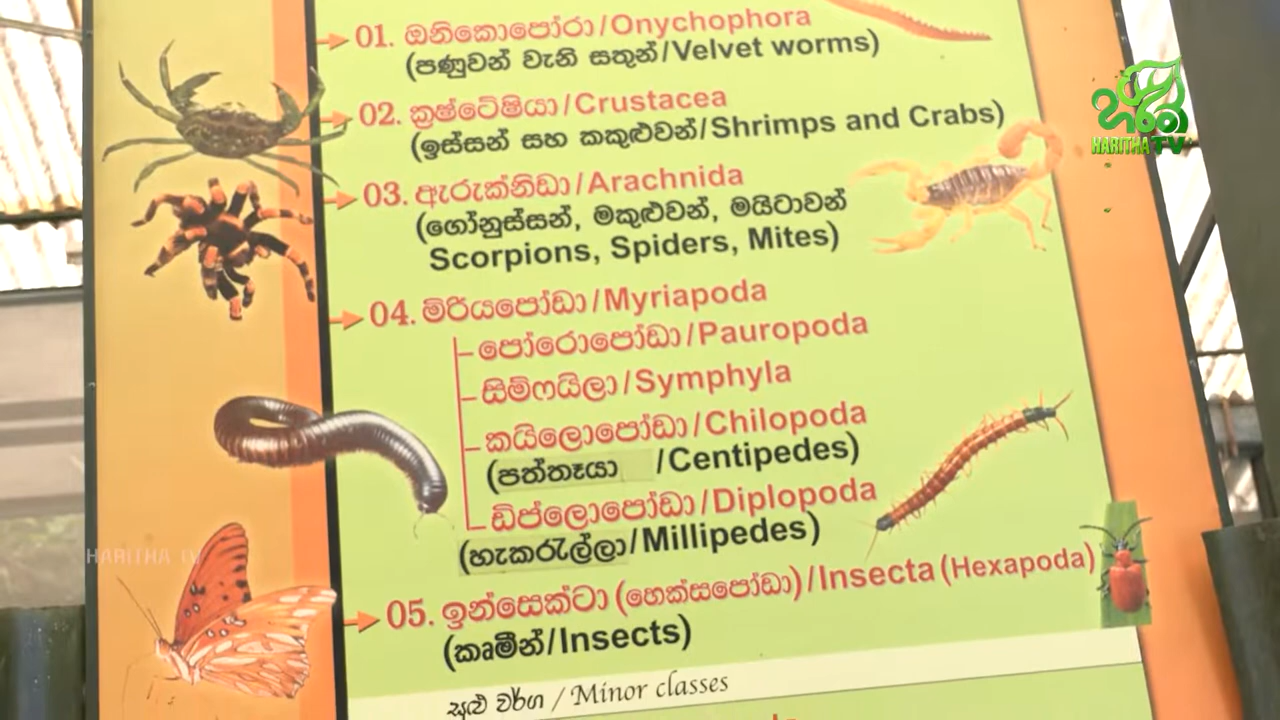 01. ඔනිකොපෝරා/Onychophora
(පණුවන් වැනි සතුන්/Velvet worms)
02. ක්‍රෂ්ටේෂියා/Crustacea
(ඉස්සන් සහ කකුළුවන්/Shrimps and Crabs)
03. ඇරැක්නිඩා/Arachnida
(ගෝනුස්සන්, මකුළුවන්, මයිටාවන්
Scorpions, Spiders, Mites)
04. මිරියපෝඩා/Myriapoda
පෝරොපෝඩා/Pauropoda
සිම්ෆයිලා/Symphyla
කයිලොපෝඩා/Chilopoda
(පත්තෑයා /Centipedes)
ඩිප්ලොපෝඩා/Diplopoda
(හැකරැල්ලා/Millipedes)
05. ඉන්සෙක්ටා (හෙක්සපෝඩා)/Insecta (Hexapoda)
(කෘමීන්/Insects)
සුළු වර්ග / Minor classes
හරිත
HARITHA TV
HARITHA TV